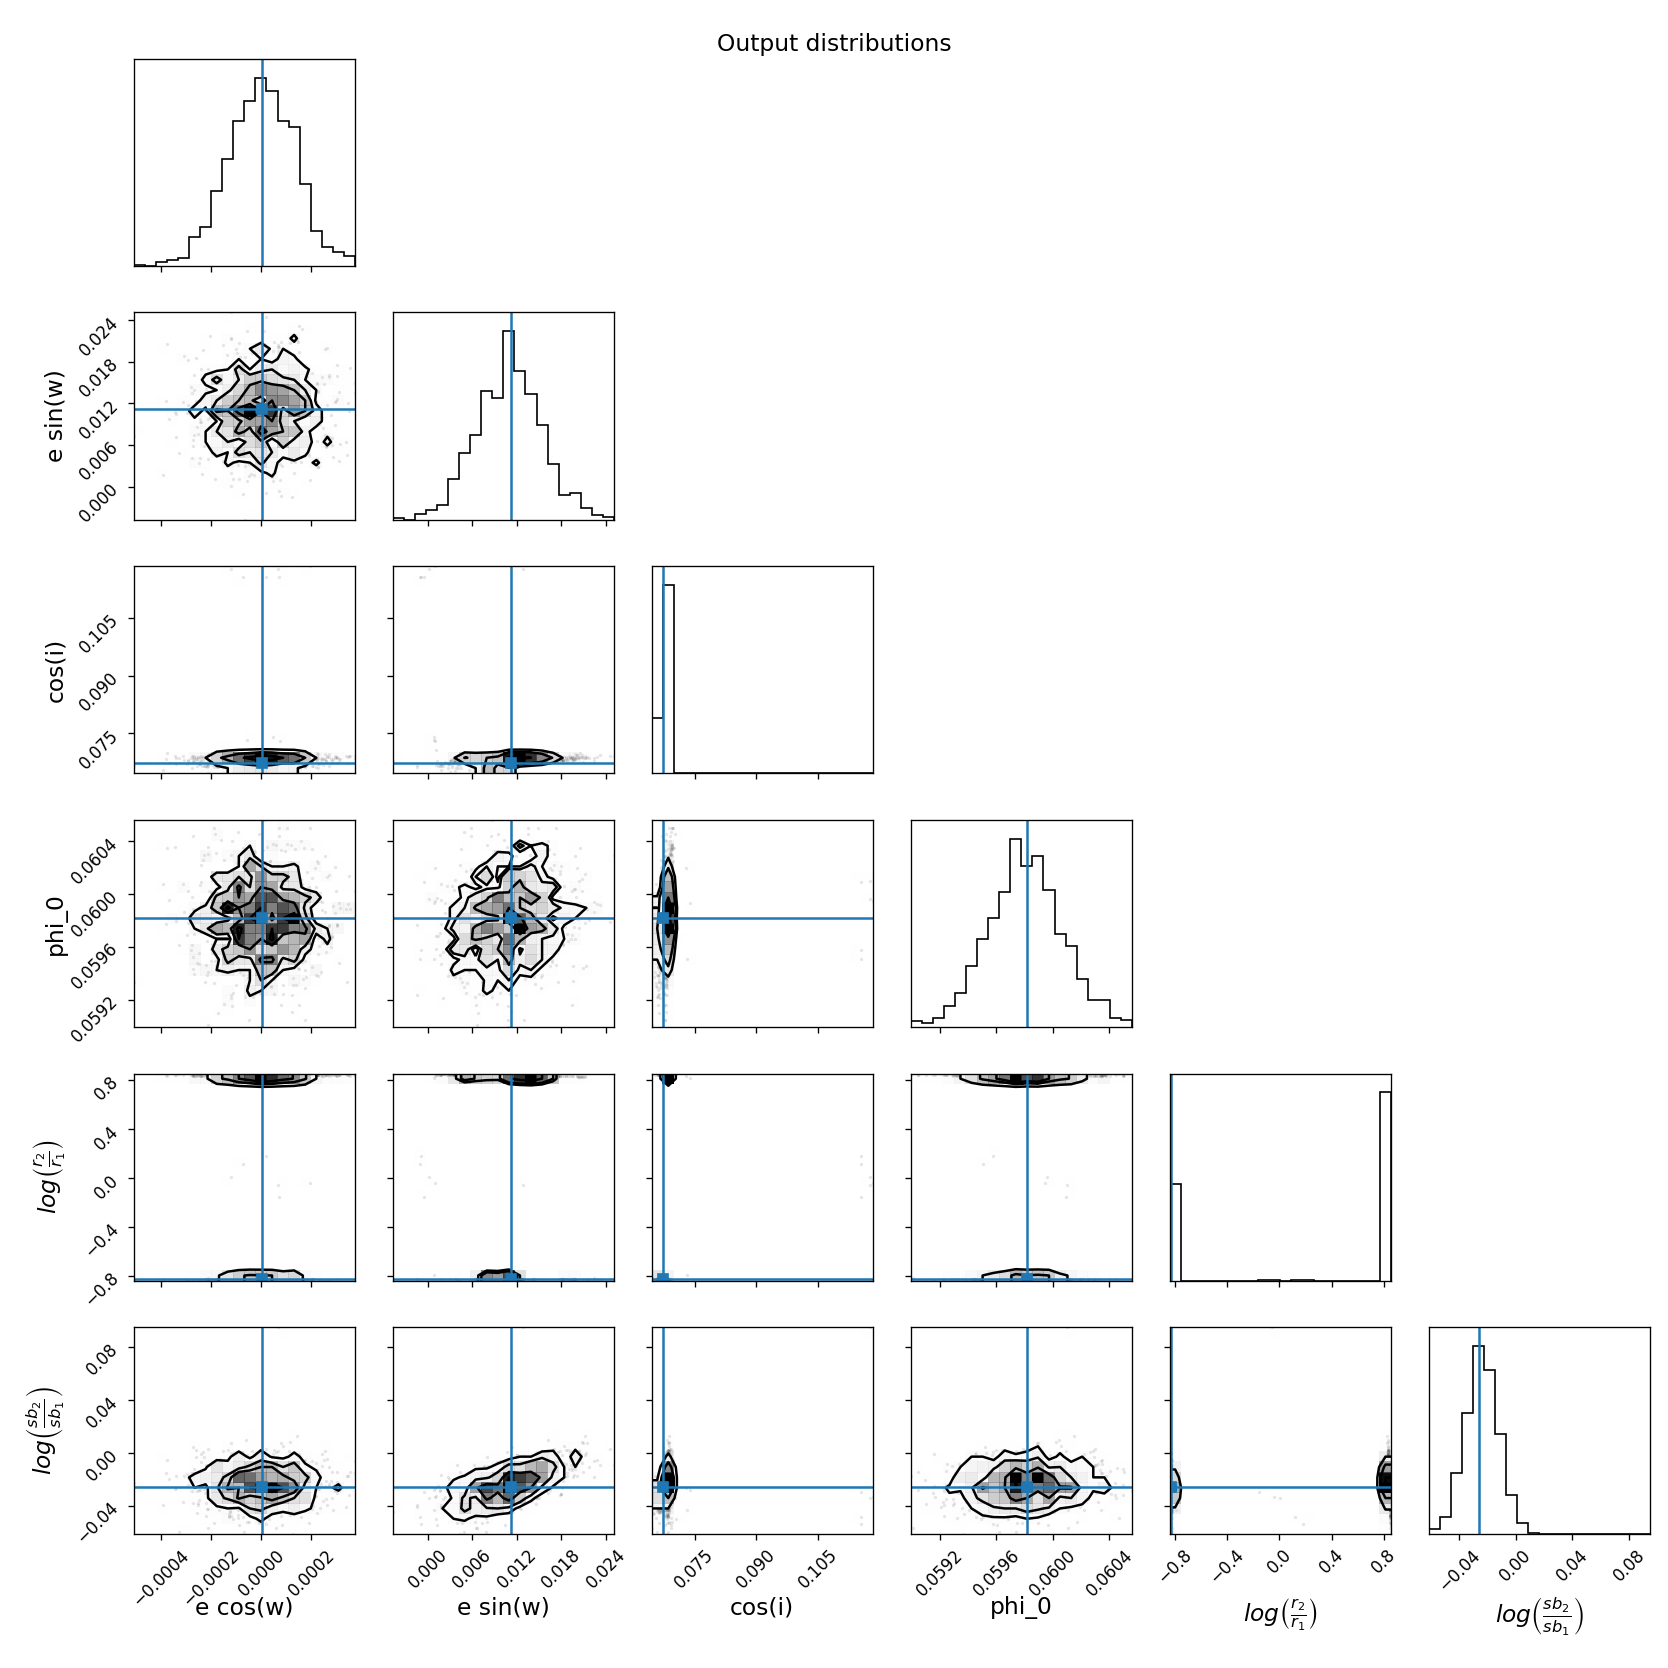 Output distributions
e sin(w)
0.024
0.018
0.012
0.006
0.000
cos(i)
0.105
0.090
0.075
phi_0
0.0604
0.0600
0.0596
0.0592
log(r2/r1)
0.8
0.4
0.0
−0.4
−0.8
log(sb2/sb1)
0.08
0.04
0.00
−0.04
−0.0004 −0.0002 0.0000 0.0002
0.000 0.006 0.012 0.018 0.024
0.075 0.090 0.105
0.0592 0.0596 0.0600 0.0604
−0.8 −0.4 0.0 0.4 0.8
−0.04 0.00 0.04 0.08
e cos(w) e sin(w) cos(i) phi_0 log(r2/r1) log(sb2/sb1)